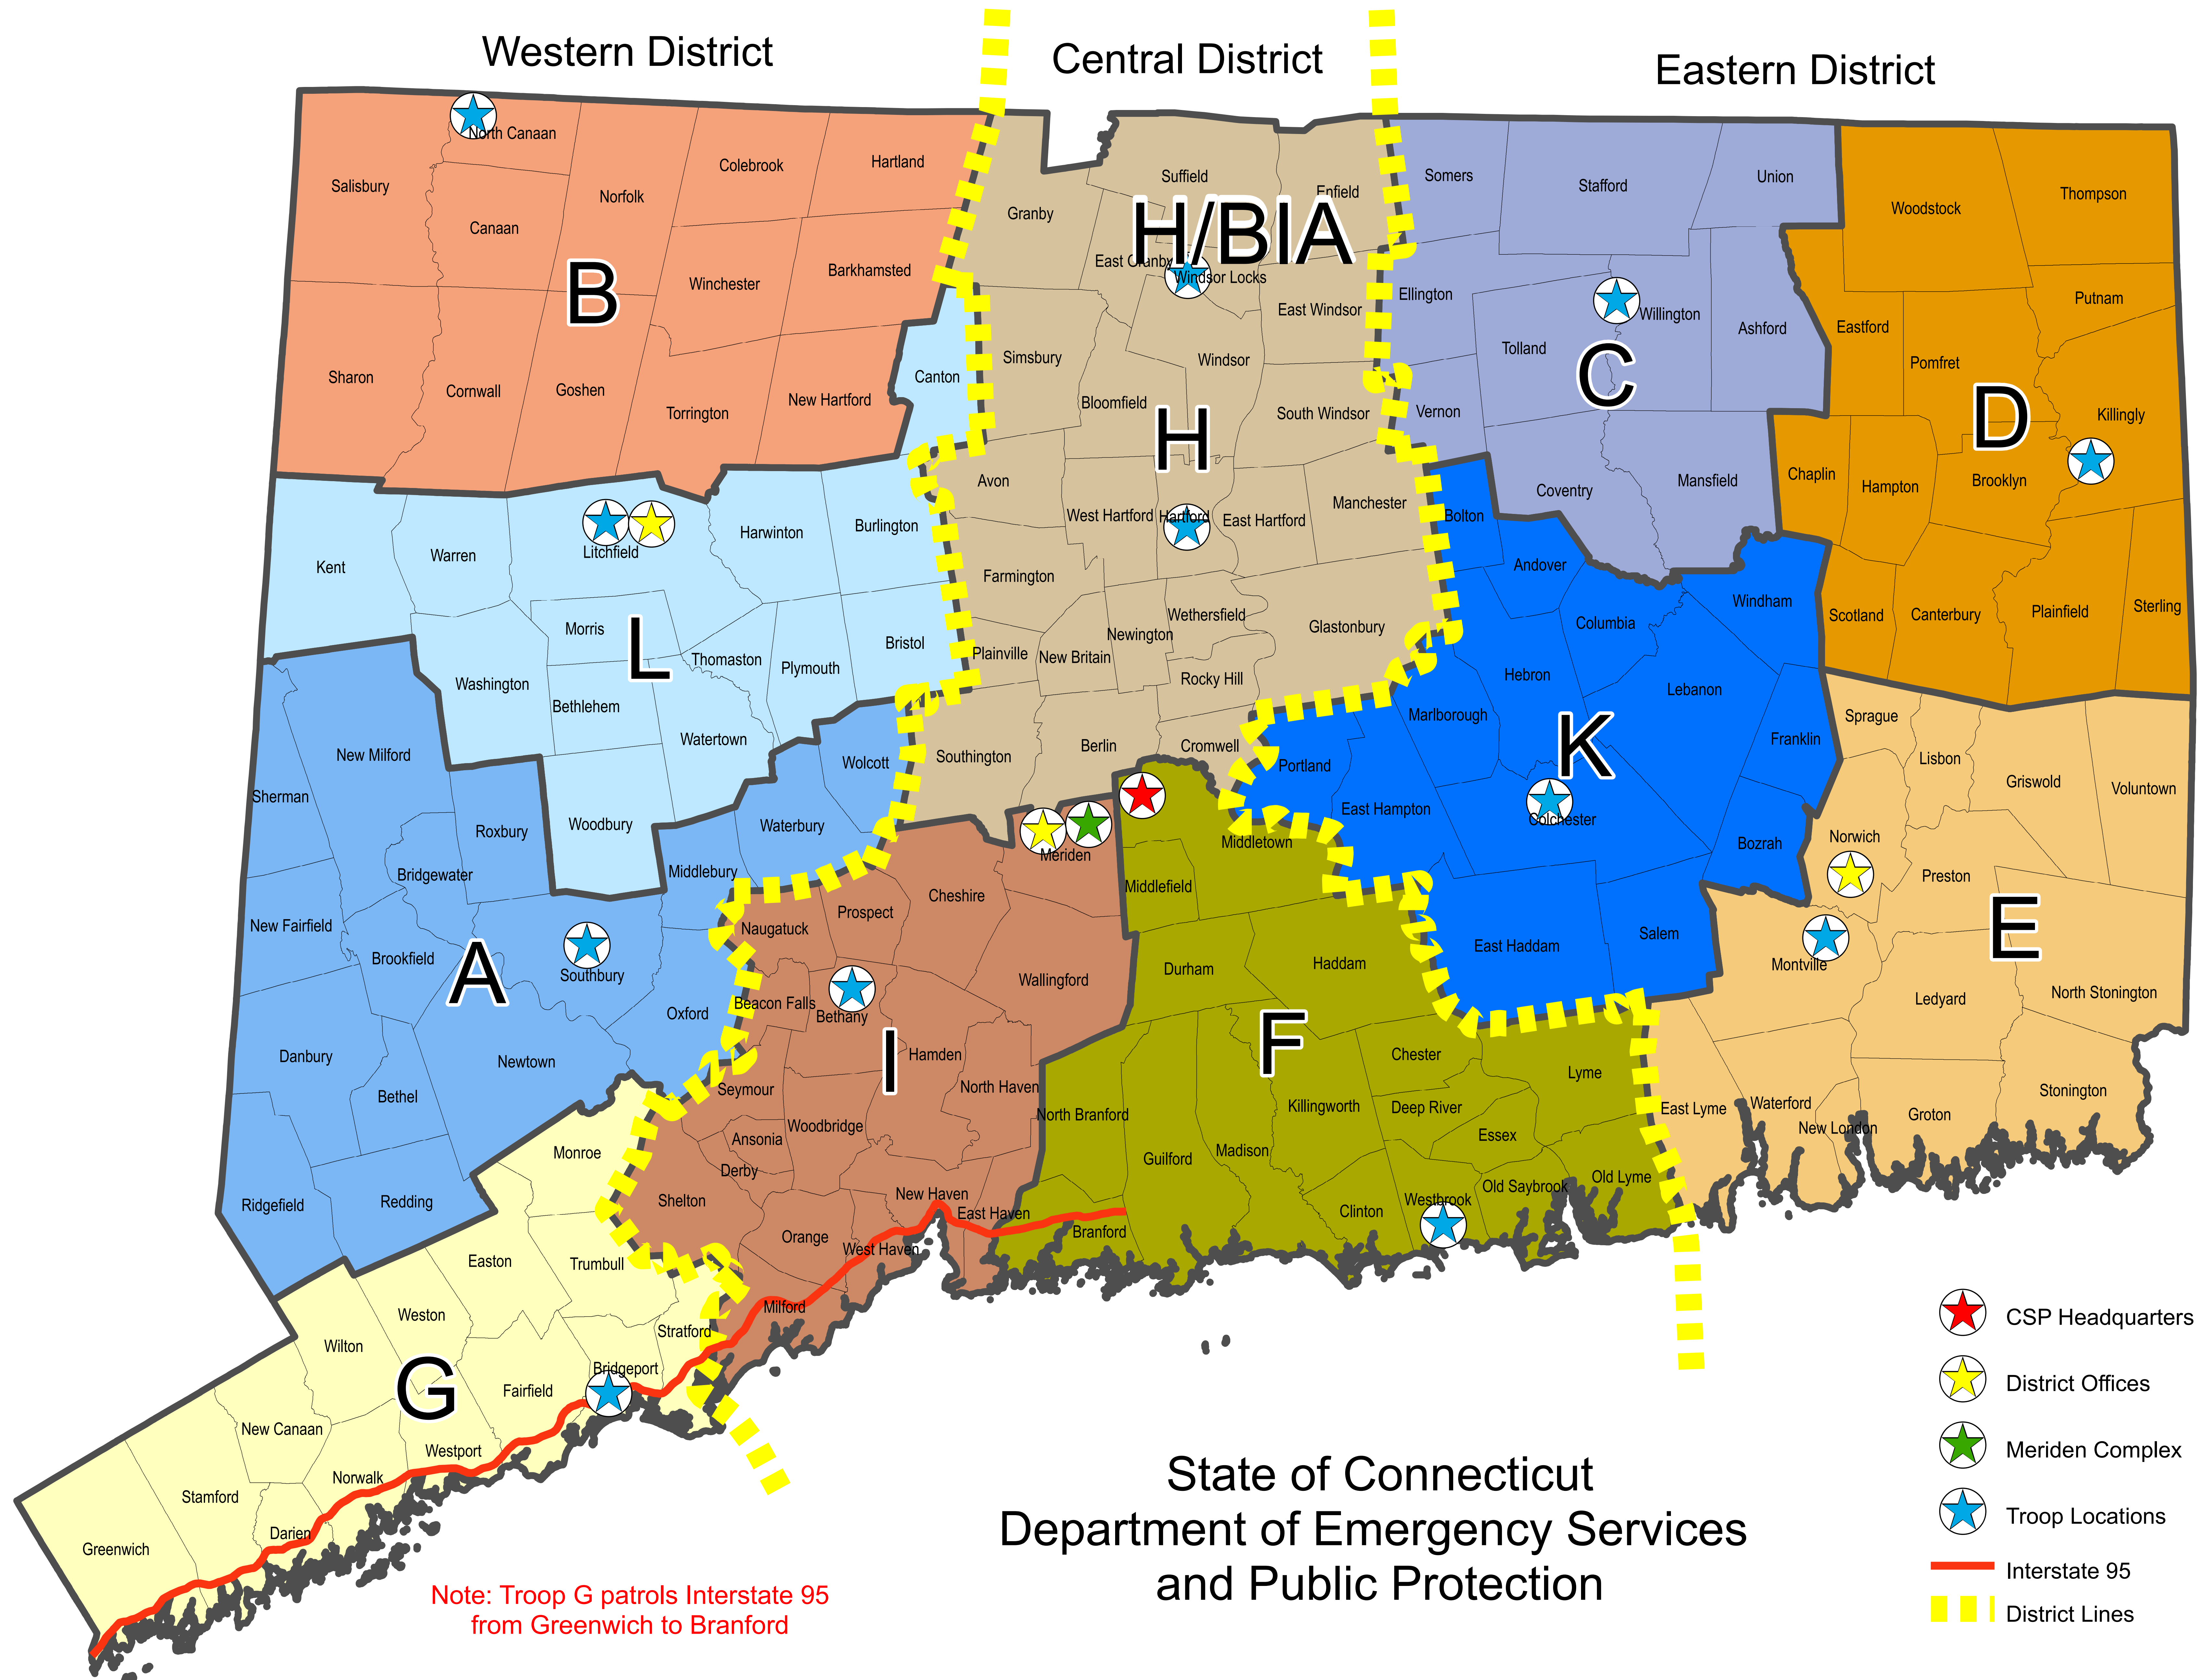 Western District
Central District
Eastern District
North Canaan
Salisbury
Canaan
Norfolk
Colebrook
Hartland
Winchester
Barkhamsted
B
Sharon
Cornwall
Goshen
Torrington
New Hartford
Canton
Kent
Warren
Litchfield
Harwinton
Burlington
Morris
L
Thomaston
Plymouth
Bristol
Washington
Bethlehem
Watertown
Woodbury
New Milford
Sherman
Roxbury
Bridgewater
Wolcott
Waterbury
Middlebury
New Fairfield
Brookfield
A
Southbury
Oxford
Danbury
Bethel
Newtown
Ridgefield
Redding
Monroe
Easton
Trumbull
Weston
Wilton
Stratford
Bridgeport
Fairfield
G
New Canaan
Westport
Norwalk
Stamford
Darien
Greenwich
Granby
Suffield
Enfield
H/BIA
East Granby
Windsor Locks
East Windsor
Simsbury
Windsor
Bloomfield
South Windsor
H
Avon
West Hartford
Hartford
East Hartford
Manchester
Farmington
Wethersfield
Newington
Glastonbury
Plainville
New Britain
Rocky Hill
Southington
Berlin
Cromwell
Meriden
Cheshire
Prospect
Naugatuck
Wallingford
Beacon Falls
Bethany
I
Hamden
North Haven
Seymour
Woodbridge
Ansonia
Derby
Shelton
New Haven
East Haven
Orange
West Haven
Milford
Middletown
Middlefield
Durham
Haddam
F
Chester
Lyme
North Branford
Killingworth
Deep River
Essex
Madison
Guilford
Old Saybrook
Old Lyme
Westbrook
Clinton
Branford
Somers
Stafford
Union
Ellington
Willington
Tolland
Ashford
C
Vernon
Coventry
Mansfield
Bolton
Andover
Windham
Columbia
Hebron
Lebanon
Marlborough
Franklin
K
Portland
East Hampton
Colchester
Bozrah
East Haddam
Salem
Woodstock
Thompson
Putnam
Eastford
Pomfret
D
Killingly
Chaplin
Hampton
Brooklyn
Scotland
Canterbury
Plainfield
Sterling
Sprague
Lisbon
Griswold
Voluntown
Norwich
Preston
E
Montville
Ledyard
North Stonington
Stonington
East Lyme
Waterford
New London
Groton
CSP Headquarters
District Offices
Meriden Complex
Troop Locations
Interstate 95
District Lines
State of Connecticut
Department of Emergency Services
and Public Protection
Note: Troop G patrols Interstate 95
from Greenwich to Branford